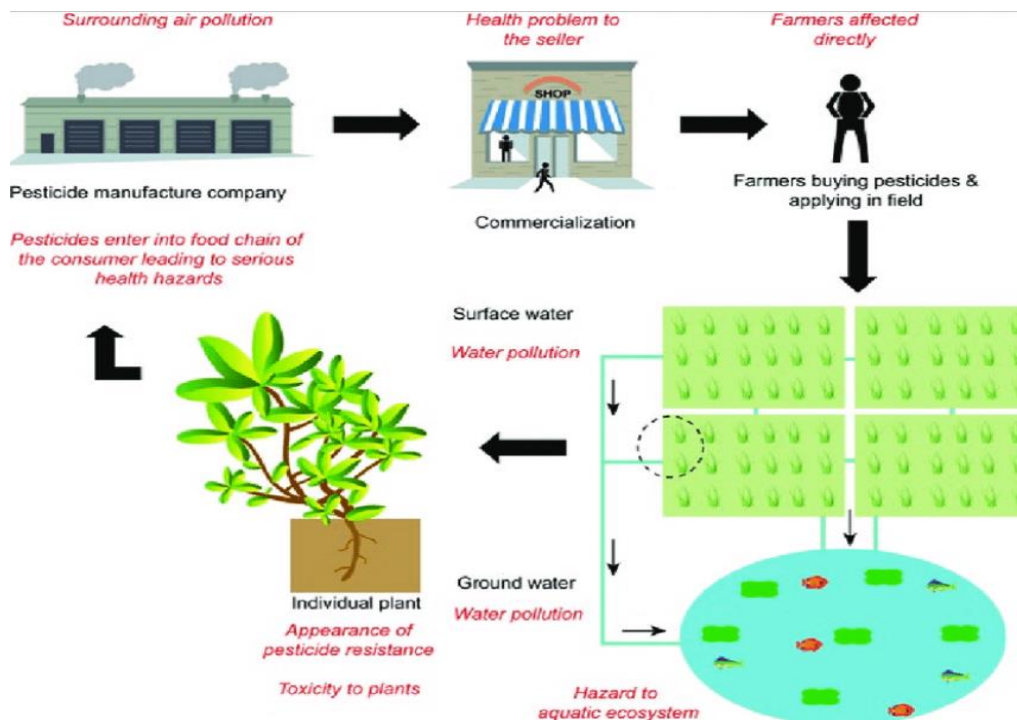 Surrounding air pollution
Health problem to
the seller
Farmers affected
directly
SHOP
Pesticide manufacture company
Commercialization
Farmers buying pesticides &
applying in field
Pesticides enter into food chain of
the consumer leading to serious
health hazards
Surface water
Water pollution
Ground water
Water pollution
Individual plant
Appearance of
pesticide resistance
Toxicity to plants
Hazard to
aquatic ecosystem